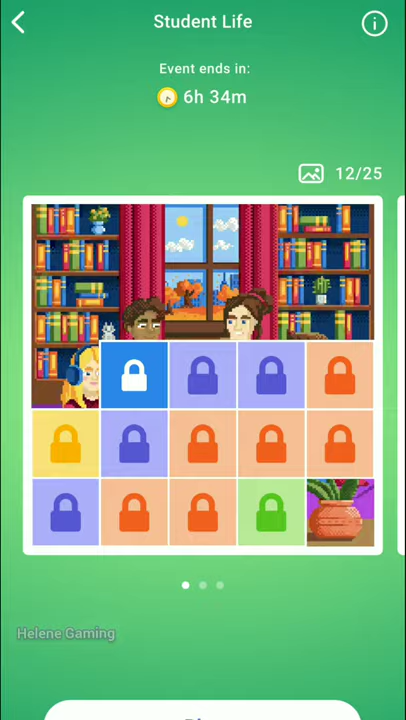 Student Life
Event ends in:
6h 34m
12/25
Helene Gaming